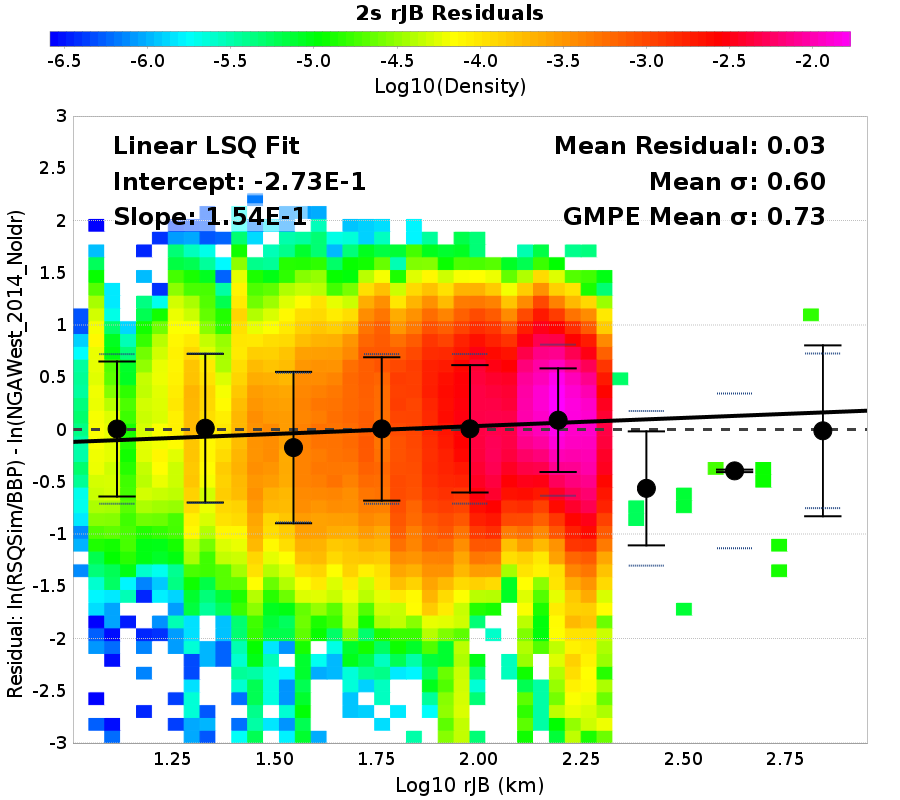 2s rJB Residuals
-6.5 -6.0 -5.5 -5.0 -4.5 -4.0 -3.5 -3.0 -2.5 -2.0
Log10(Density)
Linear LSQ Fit
Intercept: -2.73E-1
Slope: 1.54E-1
Mean Residual: 0.03
Mean σ: 0.60
GMPE Mean σ: 0.73
Residual: ln(RSQSim/BBP) - ln(NGAWest_2014_NoIdr)
3
2.5
2
1.5
1
0.5
0
-0.5
-1
-1.5
-2
-2.5
-3
1.25 1.50 1.75 2.00 2.25 2.50 2.75
Log10 rJB (km)